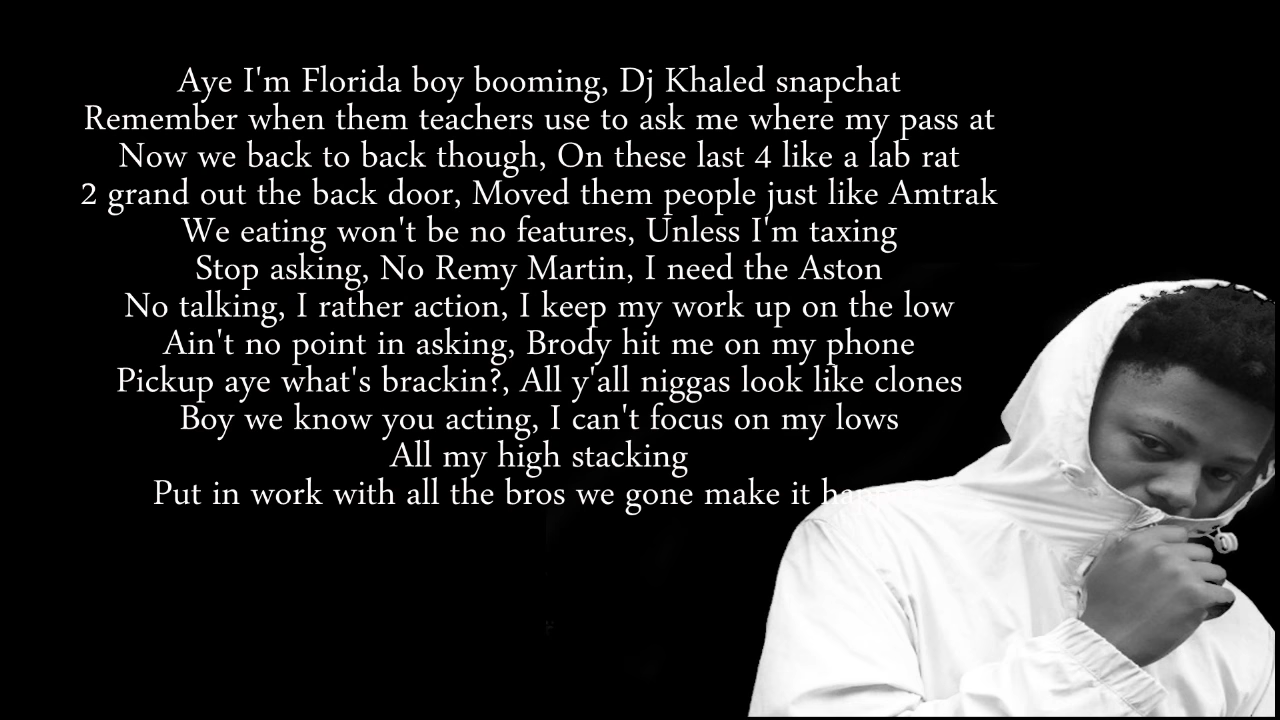 Aye I'm Florida boy booming, Dj Khaled snapchat
Remember when them teachers use to ask me where my pass at
Now we back to back though, On these last 4 like a lab rat
2 grand out the back door, Moved them people just like Amtrak
We eating won't be no features, Unless I'm taxing
Stop asking, No Remy Martin, I need the Aston
No talking, I rather action, I keep my work up on the low
Ain't no point in asking, Brody hit me on my phone
Pickup aye what's brackin?, All y'all niggas look like clones
Boy we know you acting, I can't focus on my lows
All my high stacking
Put in work with all the bros we gone make it